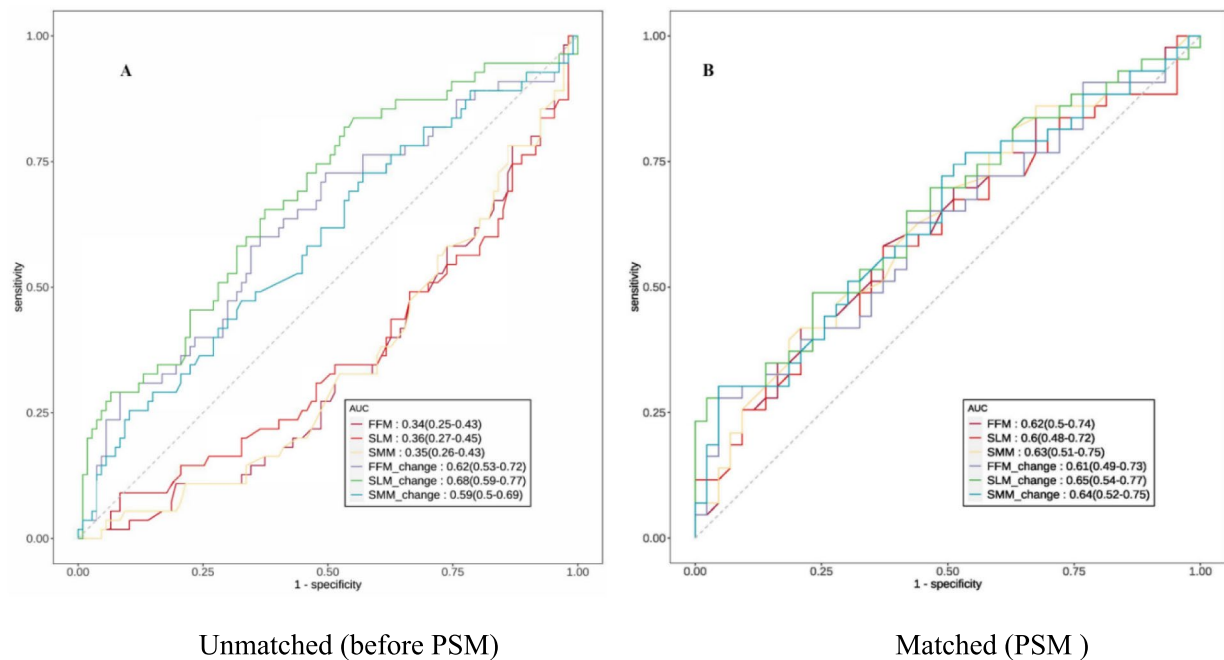 A
sensitivity
1.00
0.75
0.50
0.25
0.00
AUC
FFM : 0.34(0.25-0.43)
SLM : 0.36(0.27-0.45)
SMM : 0.35(0.26-0.43)
FFM_change : 0.62(0.53-0.72)
SLM_change : 0.68(0.59-0.77)
SMM_change : 0.59(0.5-0.69)
0.00 0.25 0.50 0.75 1.00
1 - specificity
Unmatched (before PSM)
B
sensitivity
1.00
0.75
0.50
0.25
0.00
AUC
FFM : 0.62(0.5-0.74)
SLM : 0.6(0.48-0.72)
SMM : 0.63(0.51-0.75)
FFM_change : 0.61(0.49-0.73)
SLM_change : 0.65(0.54-0.77)
SMM_change : 0.64(0.52-0.75)
0.00 0.25 0.50 0.75 1.00
1 - specificity
Matched (PSM )